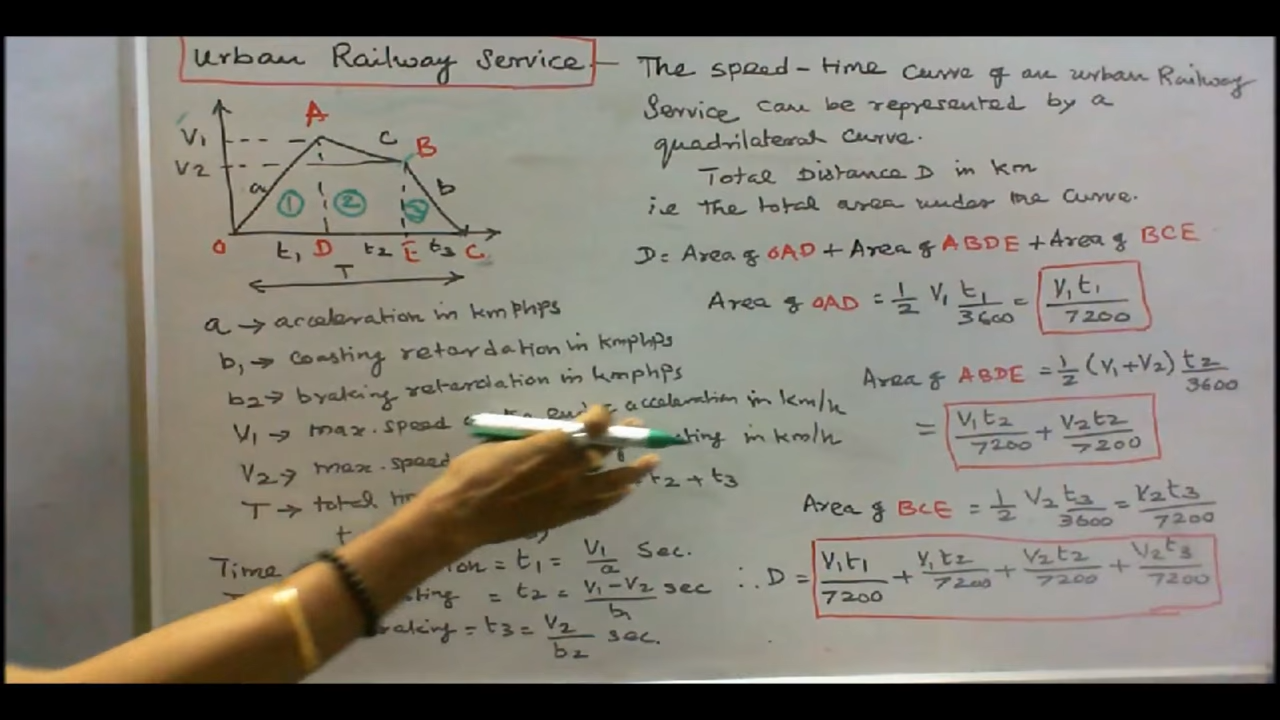 Urban Railway Service – The speed-time curve of an urban Railway
Service can be represented by a
quadrilateral curve.
Total Distance D in km
i.e the total area under the curve.
D = Area of OAD + Area of ABDE + Area of BCE
Area of OAD = 1/2 V1 t1/3600 = V1t1/7200
Area of ABDE = 1/2 (V1+V2) t2/3600
= V1t2/7200 + V2t2/7200
Area of BCE = 1/2 V2 t3/3600 = V2t3/7200
∴ D = V1t1/7200 + V1t2/7200 + V2t2/7200 + V2t3/7200
A
V1
C
B
V2
a
b
1
2
3
O
t1
D
t2
E
t3
C
T
a → acceleration in kmphps
b1 → coasting retardation in kmphps
b2 → braking retardation in kmphps
V1 → max. speed acceleration in km/h
V2 → max. speed in km/h
T → total t2 + t3
Time = t1 = V1/a sec.
= t2 = V1-V2/b1 sec
= t3 = V2/b2 sec.